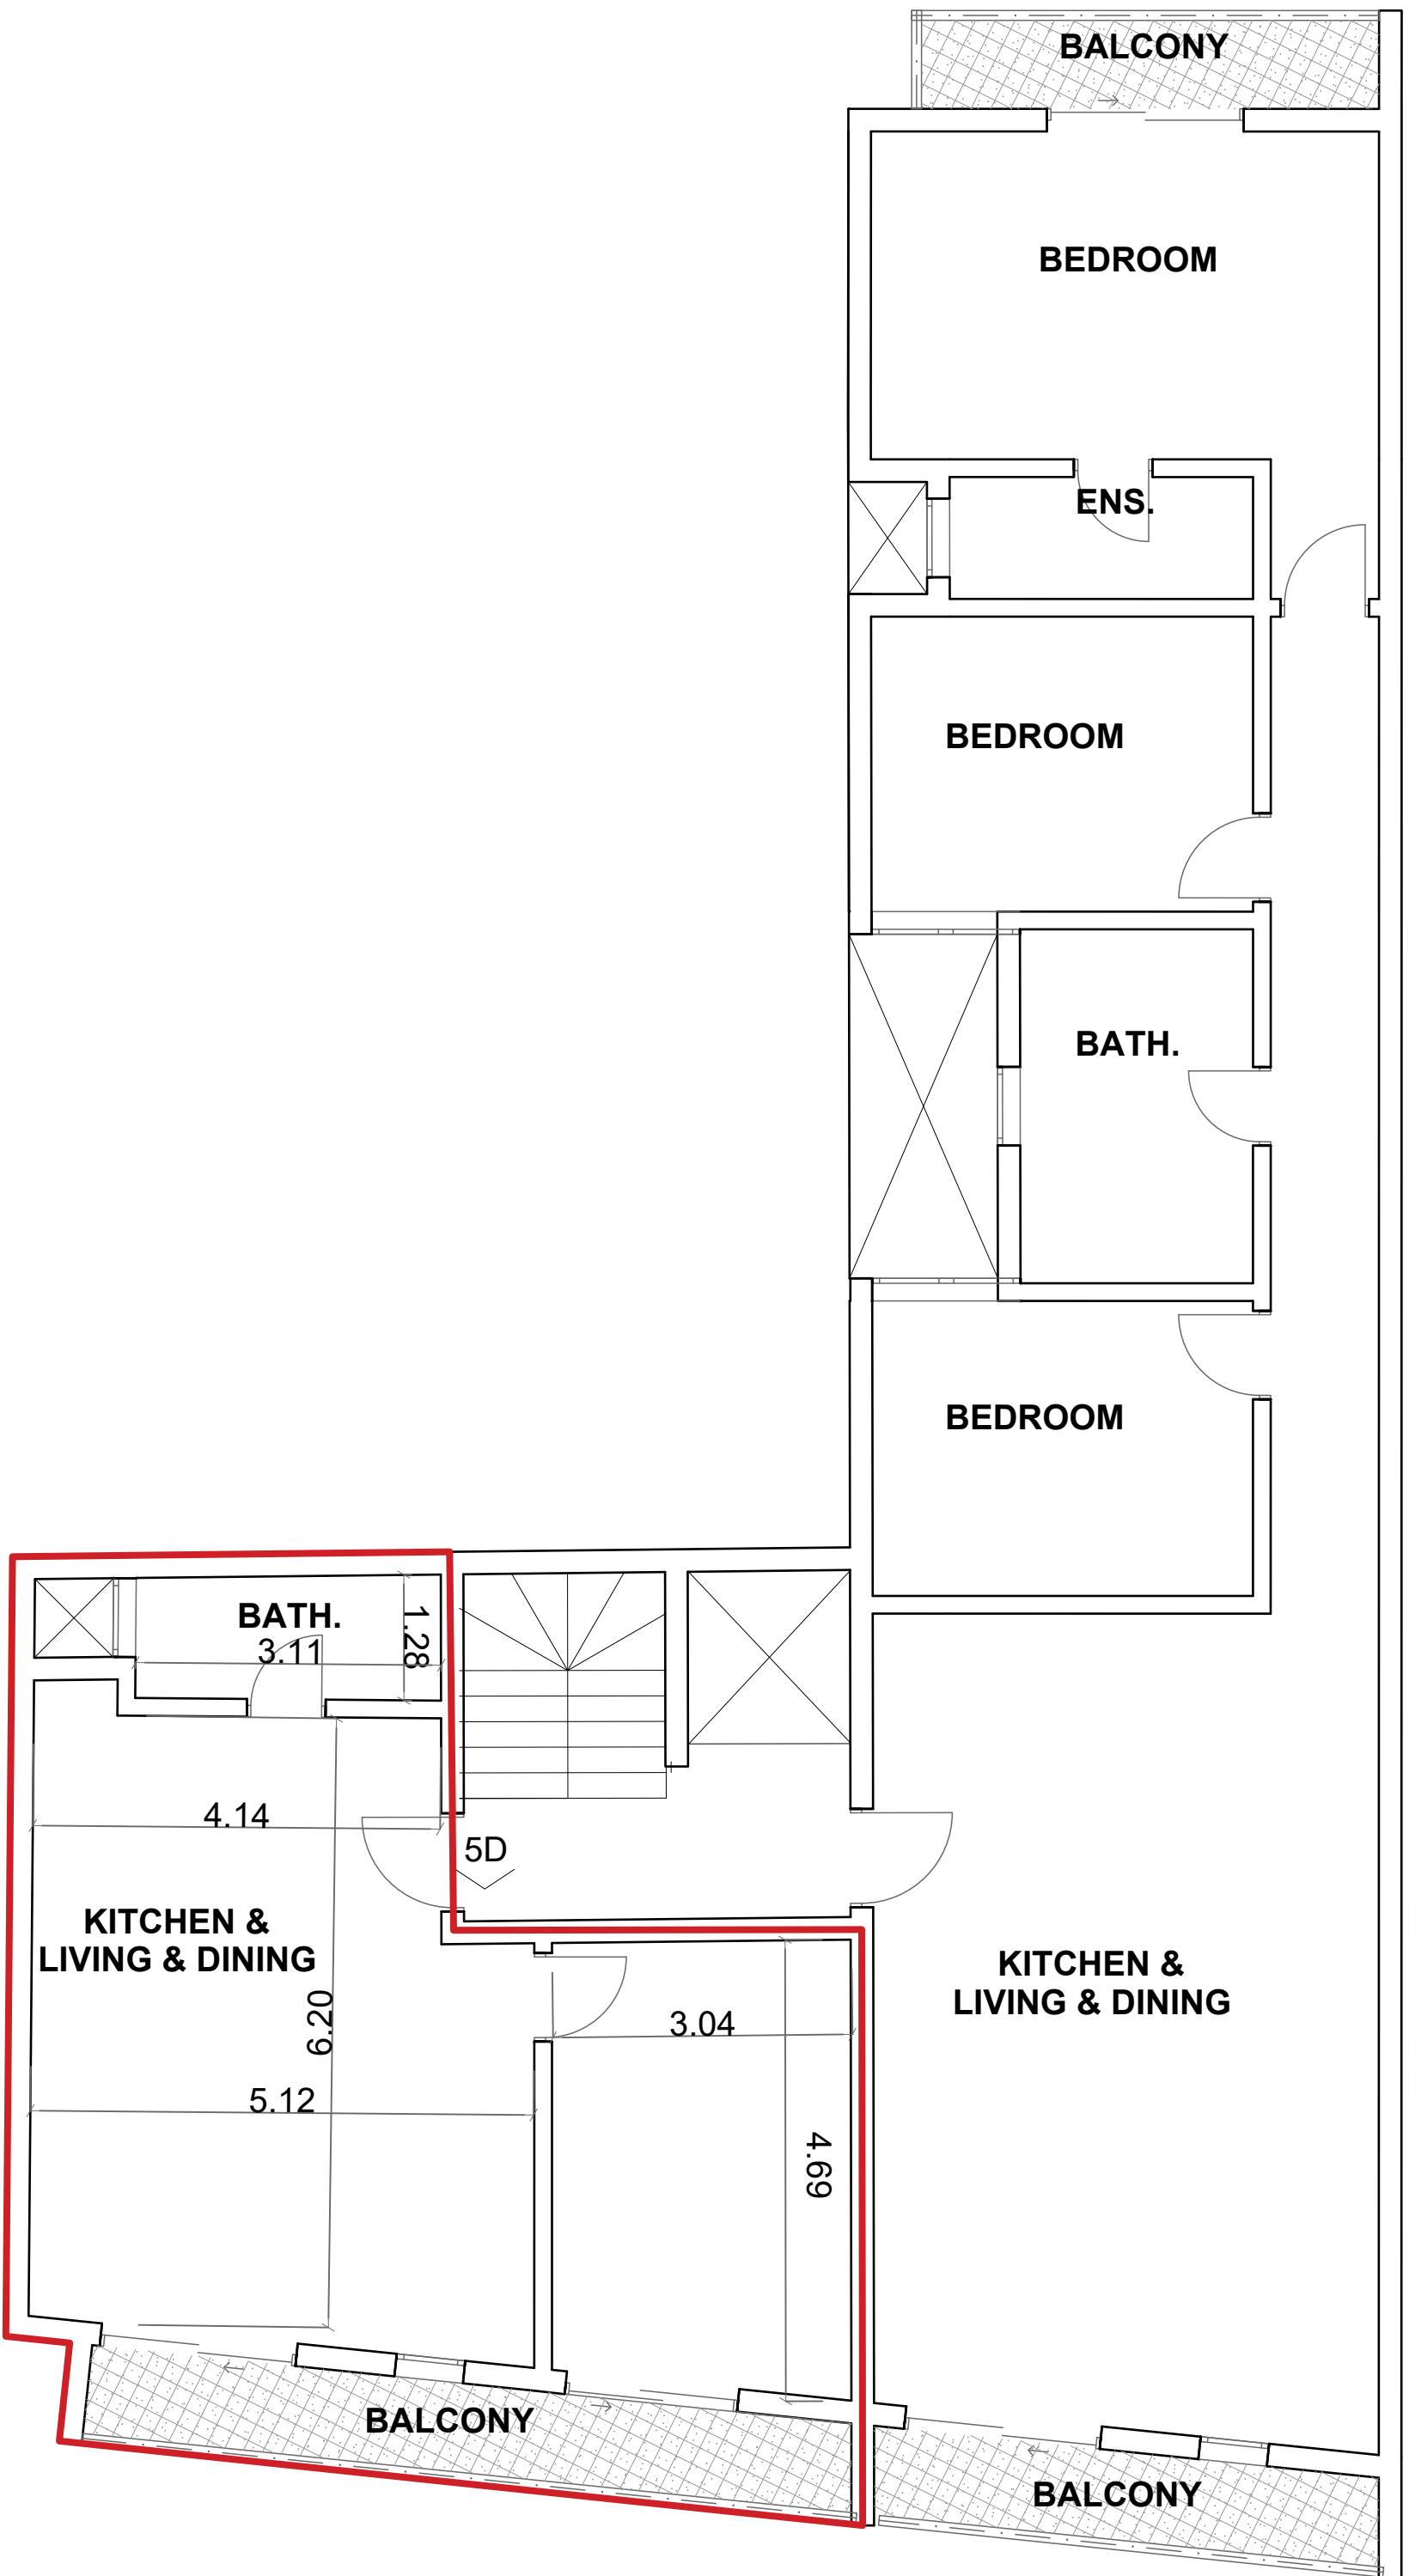 BALCONY
BEDROOM
ENS.
BEDROOM
BATH.
BEDROOM
BATH.
3.11
1.28
4.14
5D
KITCHEN &
LIVING & DINING
6.20
5.12
3.04
4.69
KITCHEN &
LIVING & DINING
BALCONY
BALCONY